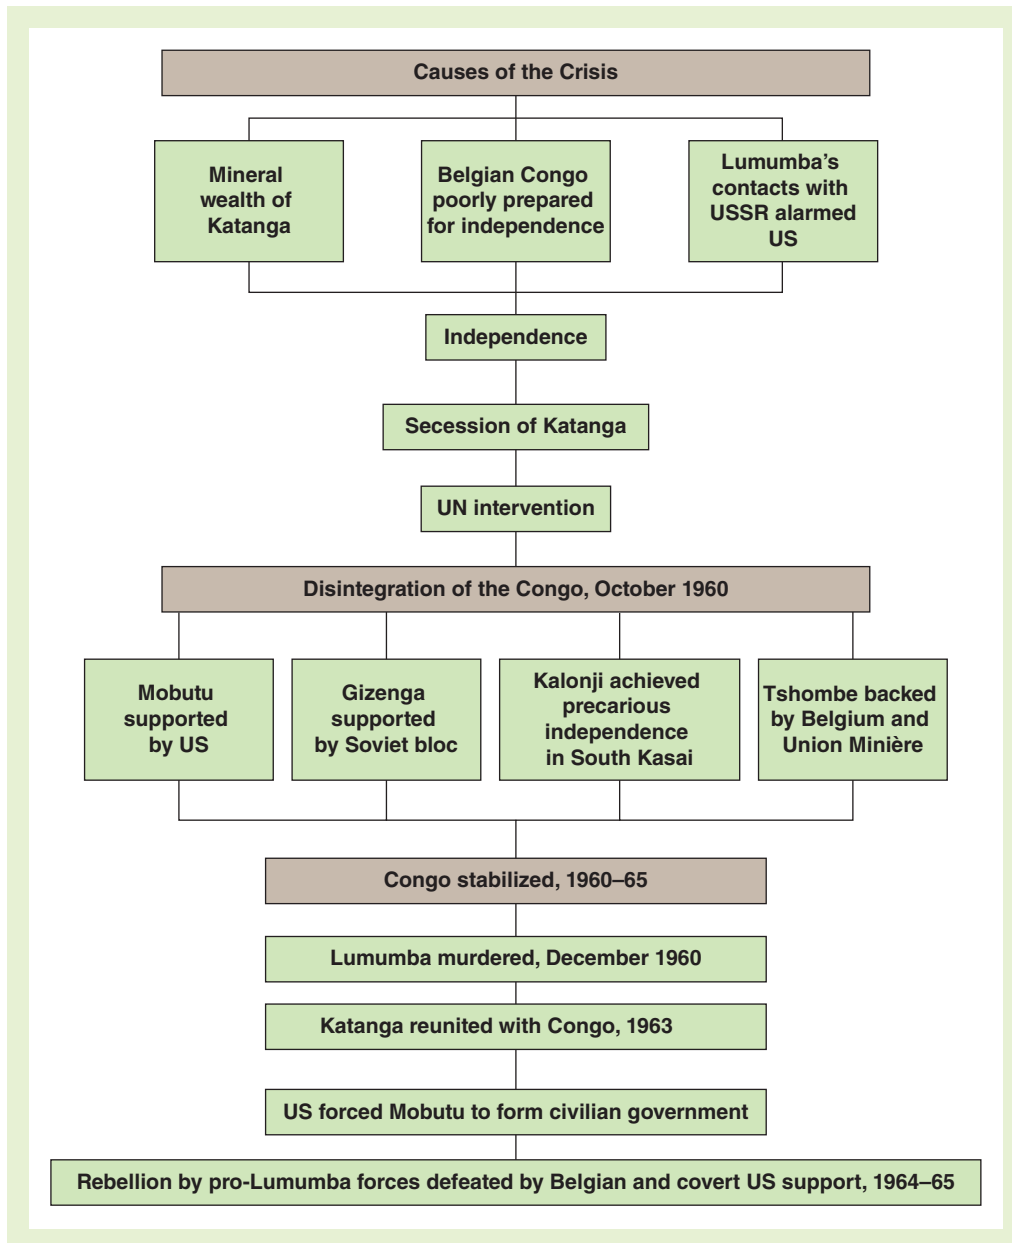 Causes of the Crisis
Mineral
wealth of
Katanga
Belgian Congo
poorly prepared
for independence
Lumumba’s
contacts with
USSR alarmed
US
Independence
Secession of Katanga
UN intervention
Disintegration of the Congo, October 1960
Mobutu
supported
by US
Gizenga
supported
by Soviet bloc
Kalonji achieved
precarious
independence
in South Kasai
Tshombe backed
by Belgium and
Union Minière
Congo stabilized, 1960–65
Lumumba murdered, December 1960
Katanga reunited with Congo, 1963
US forced Mobutu to form civilian government
Rebellion by pro-Lumumba forces defeated by Belgian and covert US support, 1964–65